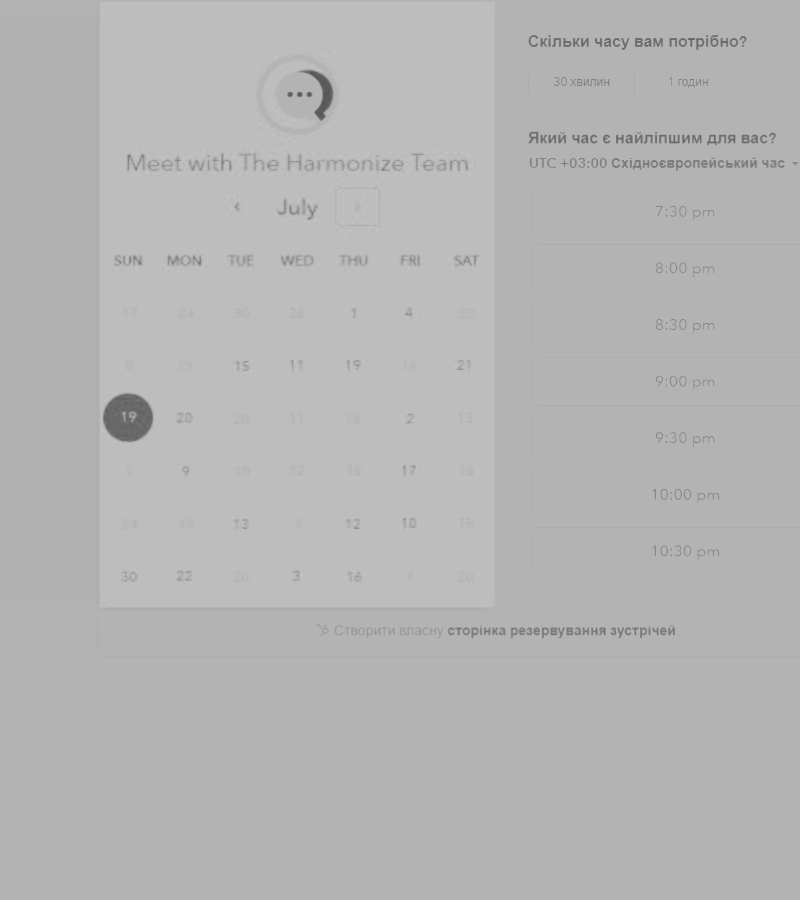 Meet with The Harmonize Team
July
SUN MON TUE WED THU FRI SAT
17 24 30 26 1 4 22
8 19 15 11 19 18 21
19 20 20 11 18 2 13
9 10 12 16 17 16
24 17 13 12 10 15
30 22 20 3 16 7 20
Скільки часу вам потрібно?
30 хвилин 1 годин
Який час є найліпшим для вас?
UTC +03:00 Східноєвропейський час
7:30 pm
8:00 pm
8:30 pm
9:00 pm
9:30 pm
10:00 pm
10:30 pm
Створити власну сторінка резервування зустрічей